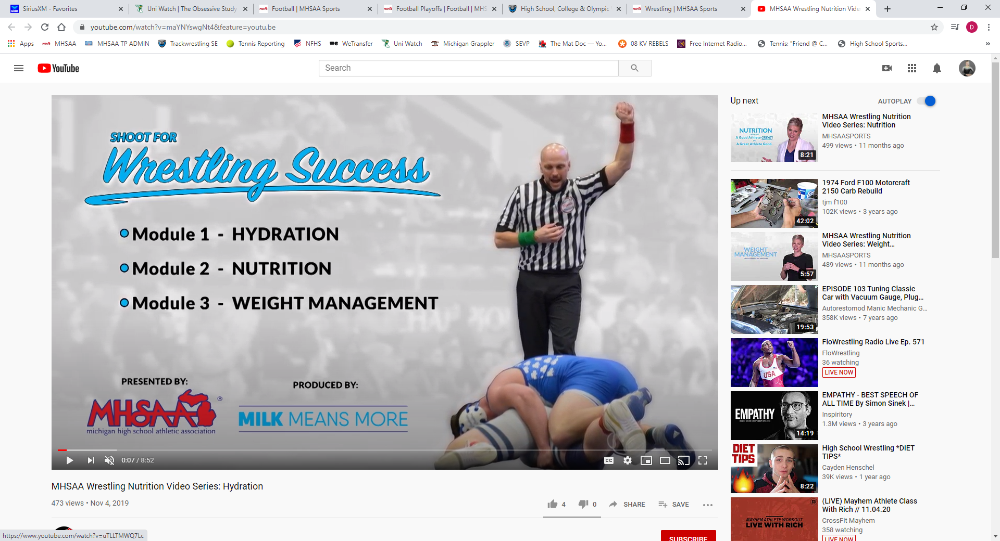 SiriusXM - Favorites
Uni Watch | The Obsessive Study
Football | MHSAA Sports
Football Playoffs | Football | MHS
High School, College & Olympic
Wrestling | MHSAA Sports
MHSAA Wrestling Nutrition Vide
youtube.com/watch?v=maYNYswgNt4&feature=youtu.be
D
Apps
MHSAA
MHSAA TP ADMIN
Trackwrestling SE
Tennis Reporting
NFHS
WeTransfer
Uni Watch
Michigan Grappler
SEVP
The Mat Doc — Yo...
08 KV REBELS
Free Internet Radio...
Tennis: "Friend @ C...
High School Sports...
YouTube
Search
SHOOT FOR
Wrestling Success
Module 1 - HYDRATION
Module 2 - NUTRITION
Module 3 - WEIGHT MANAGEMENT
PRESENTED BY:
MHSAA®
michigan high school athletic association
PRODUCED BY:
MILK MEANS MORE
0:07 / 8:52
CC
MHSAA Wrestling Nutrition Video Series: Hydration
473 views • Nov 4, 2019
4
0
SHARE
SAVE
SUBSCRIBE
https://www.youtube.com/watch?v=uTLLTMWQ7Lc
Up next
AUTOPLAY
NUTRITION
A Good Athlete GREAT!
A Great Athlete Good.
8:21
MHSAA Wrestling Nutrition
Video Series: Nutrition
MHSAASPORTS
499 views • 11 months ago
42:02
1974 Ford F100 Motorcraft
2150 Carb Rebuild
tjm f100
102K views • 3 years ago
WEIGHT
MANAGEMENT
5:57
MHSAA Wrestling Nutrition
Video Series: Weight...
MHSAASPORTS
489 views • 11 months ago
19:53
EPISODE 103 Tuning Classic
Car with Vacuum Gauge, Plug...
Autorestomod Manic Mechanic G...
358K views • 7 years ago
USA
FloWrestling Radio Live Ep. 571
FloWrestling
36 watching
LIVE NOW
EMPATHY
14:19
EMPATHY - BEST SPEECH OF
ALL TIME By Simon Sinek |...
Inspiritory
1.3M views • 3 years ago
DIET
TIPS
8:22
High School Wrestling *DIET
TIPS*
Cayden Henschel
39K views • 1 year ago
MAYHEM ATHLETE WORKOUT
LIVE WITH RICH
(LIVE) Mayhem Athlete Class
With Rich // 11.04.20
CrossFit Mayhem
358 watching
LIVE NOW